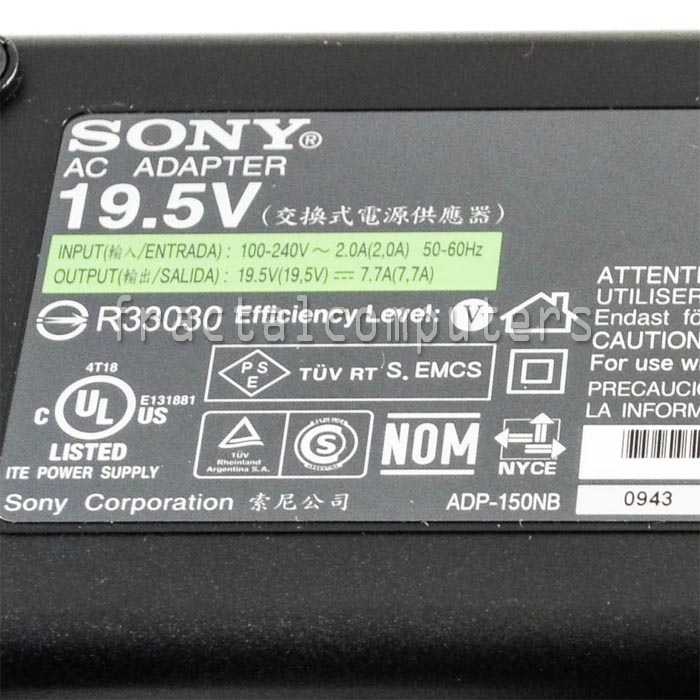 SONY®
AC ADAPTER
19.5V (交換式電源供應器)
INPUT(輸入/ENTRADA) : 100-240V ~ 2.0A(2,0A) 50-60Hz
OUTPUT(輸出/SALIDA) : 19.5V(19,5V) ⎓ 7.7A(7,7A)
R33030 Efficiency Level: V
fractalcomputers
PSE TÜV RT S. EMCS
4T18
c UL US
E131881
LISTED
ITE POWER SUPPLY
TÜV
Rheinland
Argentina S.A.
S
NOM
NYCE
Sony Corporation 索尼公司
ADP-150NB
0943
ATTENTI
UTILISER
Endast fö
CAUTION
For use w
PRECAUCIÓ
LA INFORM